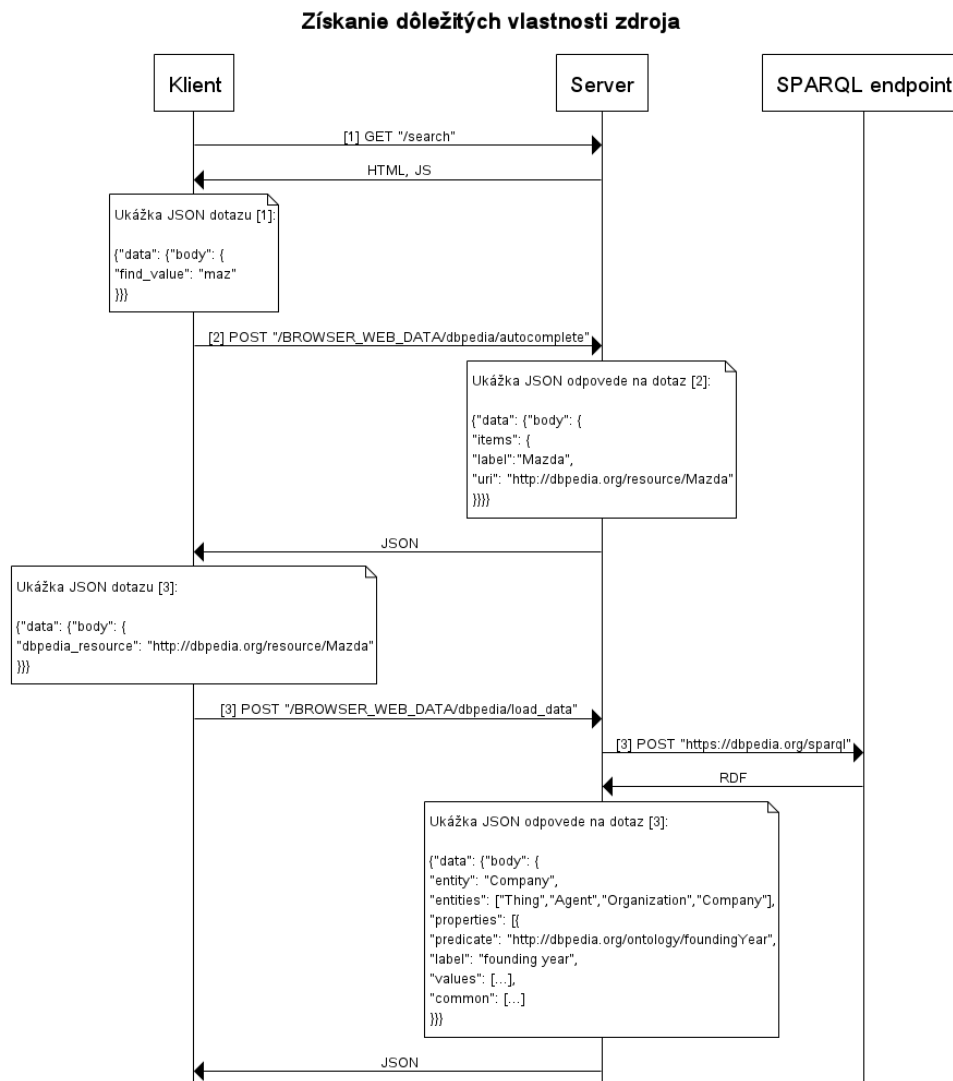 Získanie dôležitých vlastnosti zdroja
Klient
Server
SPARQL endpoint
[1] GET "/search"
HTML, JS
Ukážka JSON dotazu [1]:
{"data": {"body": {
"find_value": "maz"
}}}
[2] POST "/BROWSER_WEB_DATA/dbpedia/autocomplete"
Ukážka JSON odpovede na dotaz [2]:
{"data": {"body": {
"items": {
"label":"Mazda",
"uri": "http://dbpedia.org/resource/Mazda"
}}}}
JSON
Ukážka JSON dotazu [3]:
{"data": {"body": {
"dbpedia_resource": "http://dbpedia.org/resource/Mazda"
}}}
[3] POST "/BROWSER_WEB_DATA/dbpedia/load_data"
[3] POST "https://dbpedia.org/sparql"
RDF
Ukážka JSON odpovede na dotaz [3]:
{"data": {"body": {
"entity": "Company",
"entities": ["Thing","Agent","Organization","Company"],
"properties": [{
"predicate": "http://dbpedia.org/ontology/foundingYear",
"label": "founding year",
"values": [...],
"common": [...]
}}}
JSON